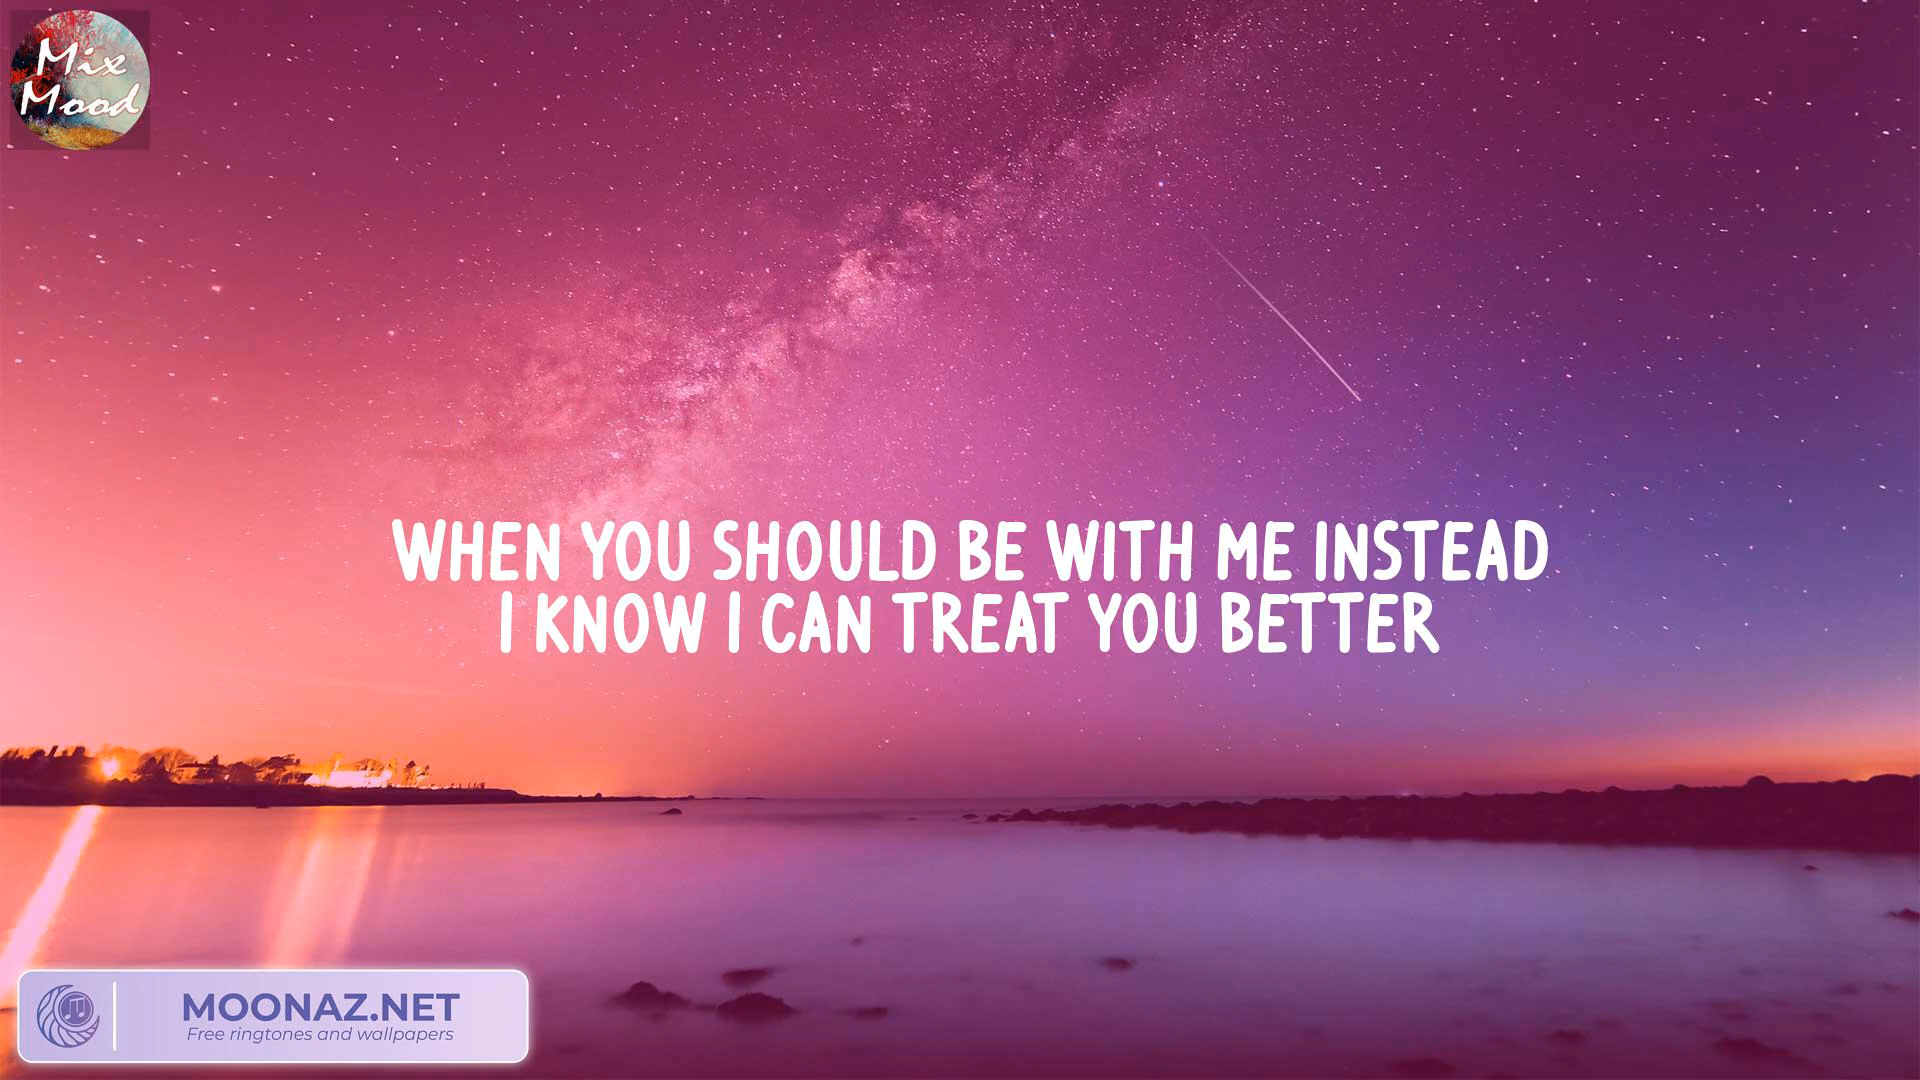 Mix
Mood
WHEN YOU SHOULD BE WITH ME INSTEAD
I KNOW I CAN TREAT YOU BETTER
MOONAZ.NET
Free ringtones and wallpapers